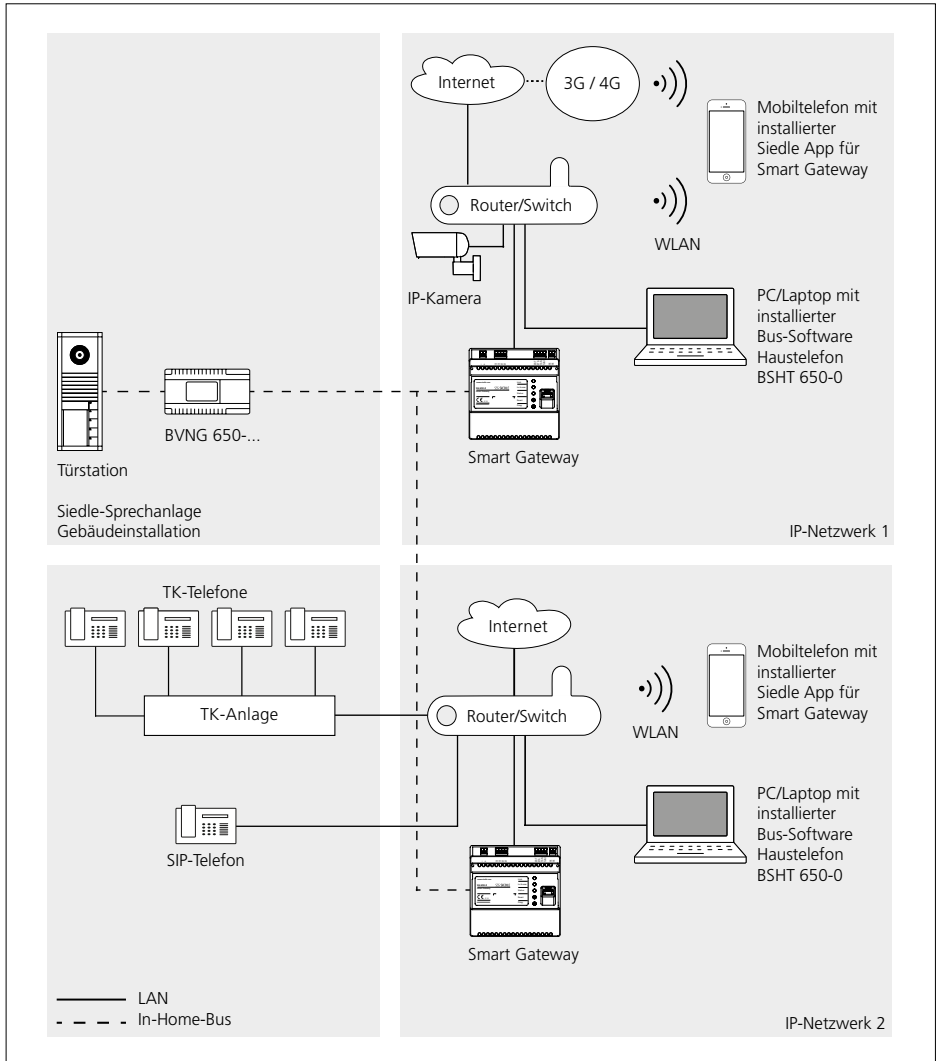 Internet
3G / 4G
Mobiltelefon mit
installierter
Siedle App für
Smart Gateway
Router/Switch
WLAN
IP-Kamera
PC/Laptop mit
installierter
Bus-Software
Haustelefon
BSHT 650-0
BVNG 650-...
Smart Gateway
Türstation
Siedle-Sprechanlage
Gebäudeinstallation
IP-Netzwerk 1
TK-Telefone
Internet
Mobiltelefon mit
installierter
Siedle App für
Smart Gateway
TK-Anlage
Router/Switch
WLAN
PC/Laptop mit
installierter
Bus-Software
Haustelefon
BSHT 650-0
SIP-Telefon
Smart Gateway
LAN
In-Home-Bus
IP-Netzwerk 2